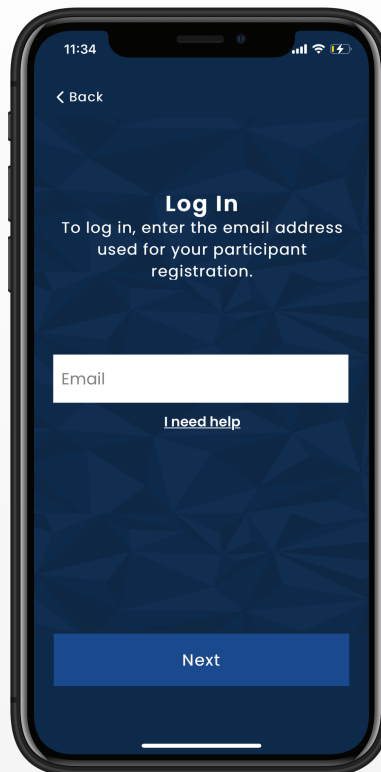 11:34
Back
Log In
To log in, enter the email address
used for your participant
registration.
Email
I need help
Next